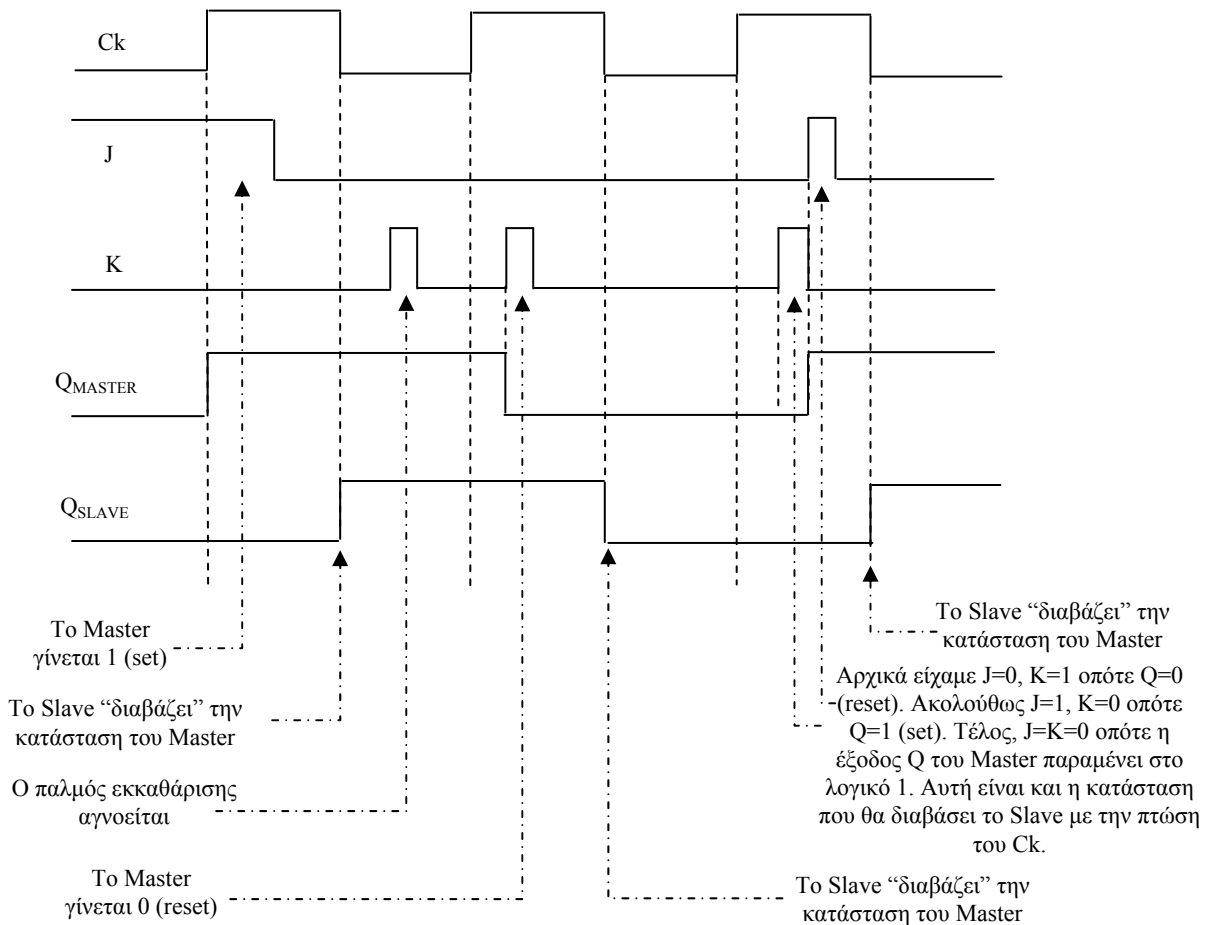 Ck
J
K
QMASTER
QSLAVE
Το Master
γίνεται 1 (set)
Το Slave “διαβάζει” την
κατάσταση του Master
Ο παλμός εκκαθάρισης
αγνοείται
Το Master
γίνεται 0 (reset)
Το Slave “διαβάζει” την
κατάσταση του Master
Αρχικά είχαμε J=0, K=1 οπότε Q=0
(reset). Ακολούθως J=1, K=0 οπότε
Q=1 (set). Τέλος, J=K=0 οπότε η
έξοδος Q του Master παραμένει στο
λογικό 1. Αυτή είναι και η κατάσταση
που θα διαβάσει το Slave με την πτώση
του Ck.
Το Slave “διαβάζει” την
κατάσταση του Master